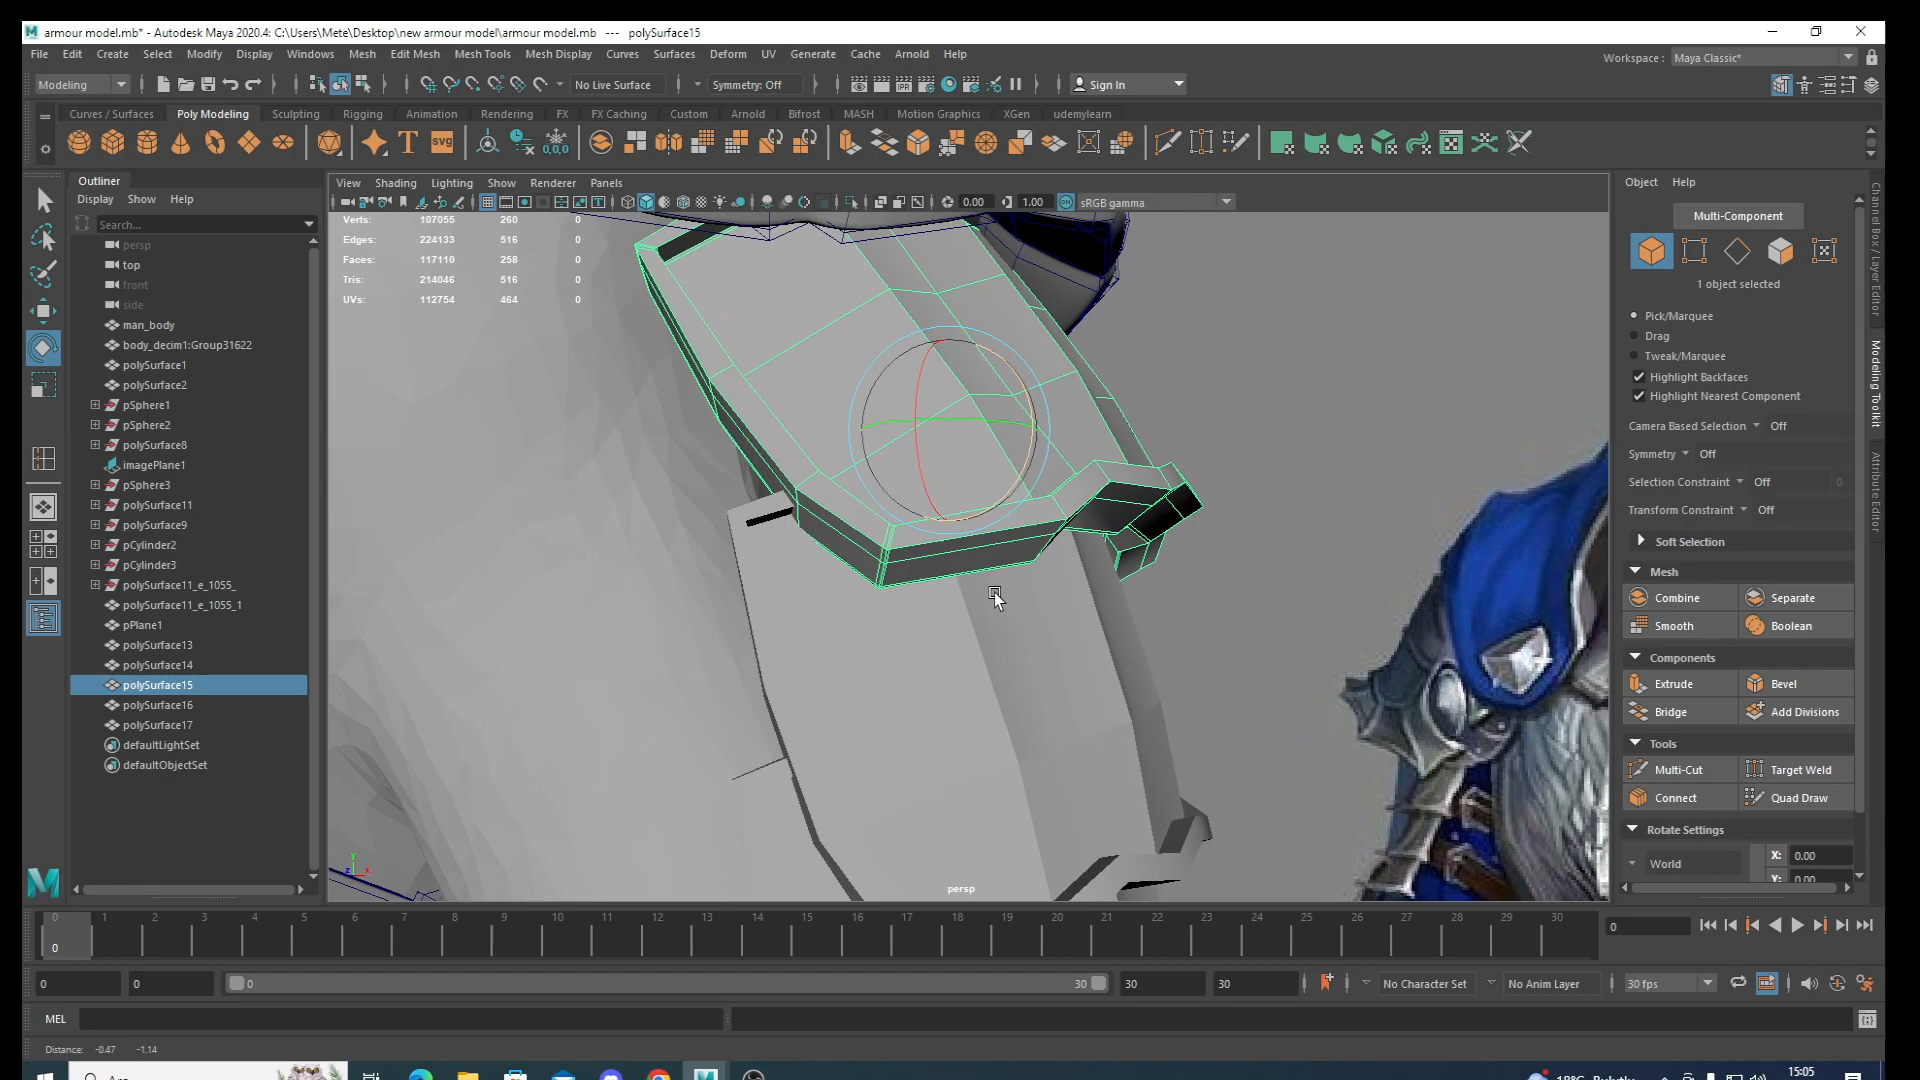 armour model.mb* - Autodesk Maya 2020.4: C:\Users\Mete\Desktop\new armour model\armour model.mb --- polySurface15
File Edit Create Select Modify Display Windows Mesh Edit Mesh Mesh Tools Mesh Display Curves Surfaces Deform UV Generate Cache Arnold Help
Workspace : Maya Classic*
Modeling No Live Surface Symmetry: Off Sign In
Curves / Surfaces Poly Modeling Sculpting Rigging Animation Rendering FX FX Caching Custom Arnold Bifrost MASH Motion Graphics XGen udemylearn
Outliner
Display Show Help
Search...
persp
top
front
side
man_body
body_decim1:Group31622
polySurface1
polySurface2
pSphere1
pSphere2
polySurface8
imagePlane1
pSphere3
polySurface11
polySurface9
pCylinder2
pCylinder3
polySurface11_e_1055_
polySurface11_e_1055_1
pPlane1
polySurface13
polySurface14
polySurface15
polySurface16
polySurface17
defaultLightSet
defaultObjectSet
View Shading Lighting Show Renderer Panels
0.00 1.00 sRGB gamma
Verts: 107055 260 0
Edges: 224133 516 0
Faces: 117110 258 0
Tris: 214046 516 0
UVs: 112754 464 0
persp
Object Help
Multi-Component
1 object selected
Pick/Marquee
Drag
Tweak/Marquee
Highlight Backfaces
Highlight Nearest Component
Camera Based Selection Off
Symmetry Off
Selection Constraint Off 0
Transform Constraint Off
Soft Selection
Mesh
Combine Separate
Smooth Boolean
Components
Extrude Bevel
Bridge Add Divisions
Tools
Multi-Cut Target Weld
Connect Quad Draw
Rotate Settings
World X: 0.00
Y: 0.00
Channel Box / Layer Editor
Modeling Toolkit
Attribute Editor
0 1 2 3 4 5 6 7 8 9 10 11 12 13 14 15 16 17 18 19 20 21 22 23 24 25 26 27 28 29 30
0
0
0 0 0 30 30 30 No Character Set No Anim Layer 30 fps
MEL
Distance: -0.47 -1.14
15:05